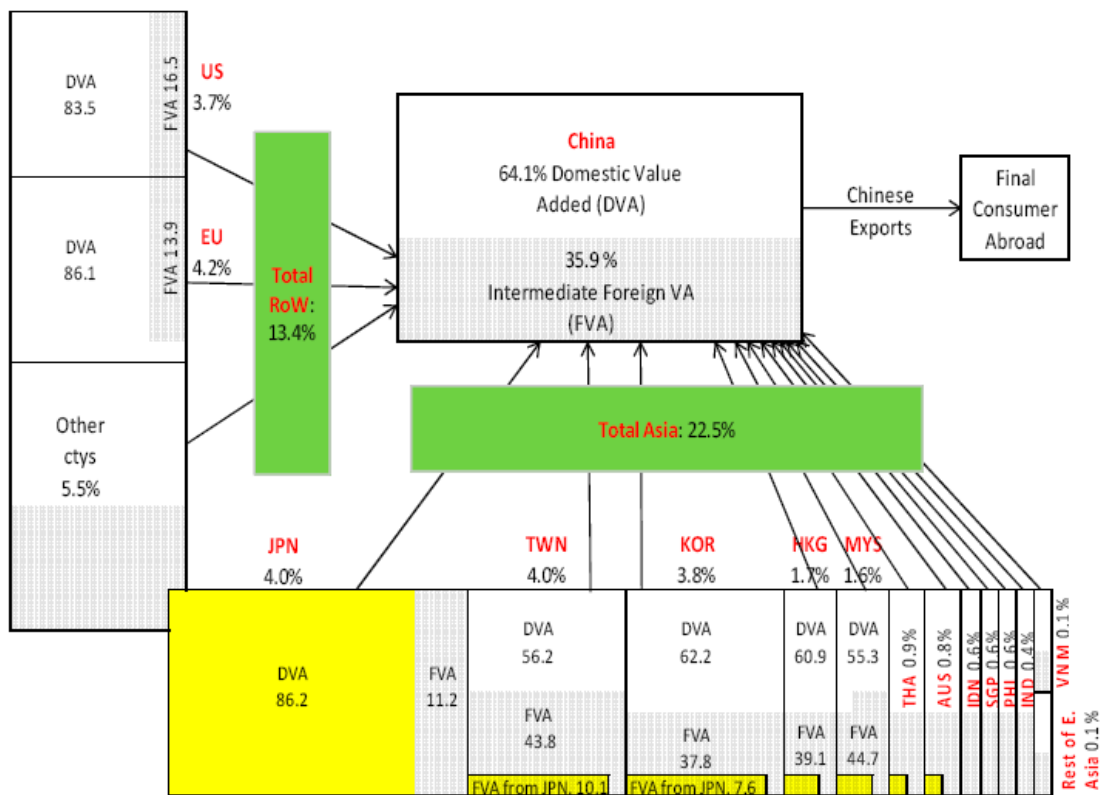 DVA
83.5
FVA 16.5
US
3.7%
DVA
86.1
FVA 13.9
EU
4.2%
Other
ctys
5.5%
Total
RoW:
13.4%
China
64.1% Domestic Value
Added (DVA)
35.9 %
Intermediate Foreign VA
(FVA)
Chinese
Exports
Final
Consumer
Abroad
Total Asia: 22.5%
JPN
4.0%
TWN
4.0%
KOR
3.8%
HKG
1.7%
MYS
1.6%
DVA
86.2
FVA
11.2
DVA
56.2
FVA
43.8
FVA from JPN, 10.1
DVA
62.2
FVA
37.8
FVA from JPN, 7.6
DVA
60.9
FVA
39.1
DVA
55.3
FVA
44.7
THA 0.9%
AUS 0.8%
IDN 0.6%
SGP 0.6%
PHL 0.6%
IND 0.4%
VNM 0.1%
Rest of E.
Asia 0.1%